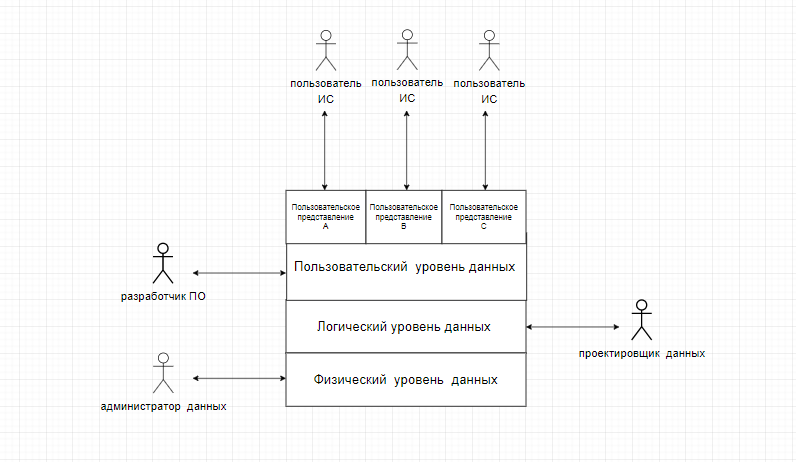 пользователь
ИС
пользователь
ИС
пользователь
ИС
Пользовательское
представление
А
Пользовательское
представление
Б
Пользовательское
представление
С
Пользовательский уровень данных
разработчик ПО
Логический уровень данных
проектировщик данных
Физический уровень данных
администратор данных